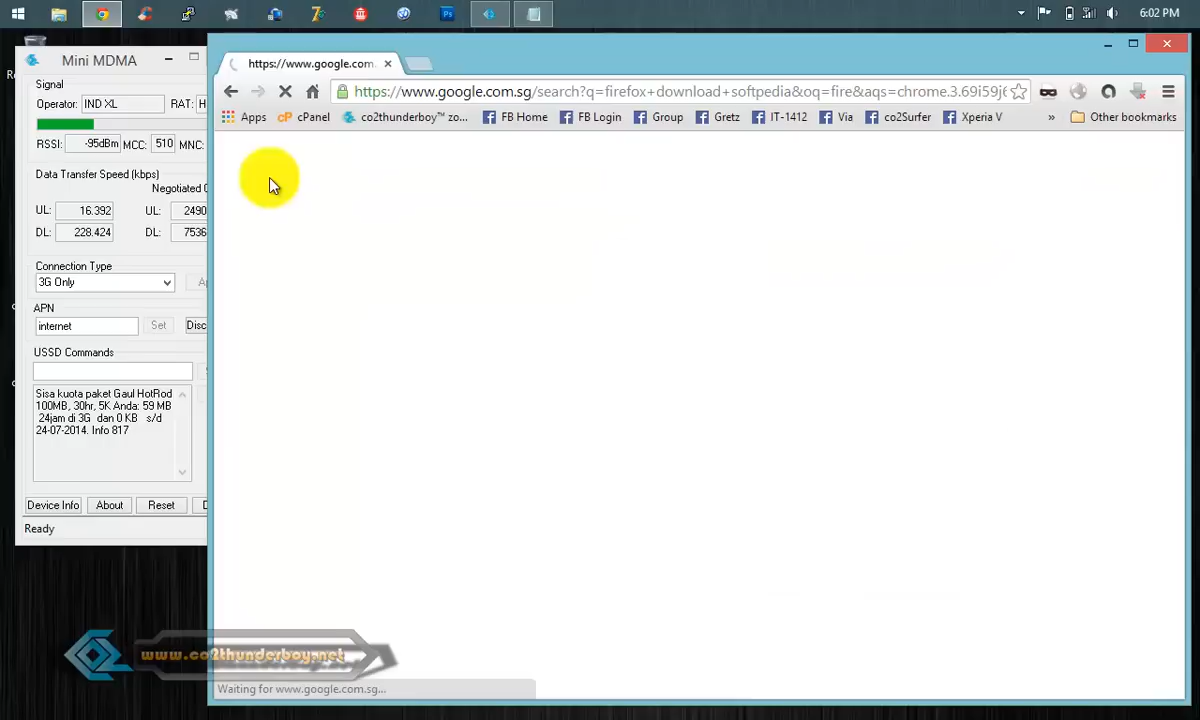 6:02 PM
Mini MDMA
Signal
Operator: IND XL RAT: H
RSSI: -95dBm MCC: 510 MNC:
Data Transfer Speed (kbps)
Negotiated
UL: 16.392 UL: 2490
DL: 228.424 DL: 7536
Connection Type
3G Only
APN
internet Set Disc
USSD Commands
Sisa kuota paket Gaul HotRod
100MB, 30hr, 5K Anda: 59 MB
24jam di 3G dan 0 KB s/d
24-07-2014. Info 817
Device Info About Reset
Ready
https://www.google.com.
https://www.google.com.sg/search?q=firefox+download+softpedia&oq=fire&aqs=chrome.3.69i59j6
Apps cPanel co2thunderboy™ zo... FB Home FB Login Group Gretz IT-1412 Via co2Surfer Xperia V » Other bookmarks
www.co2thunderboy.net
Waiting for www.google.com.sg...